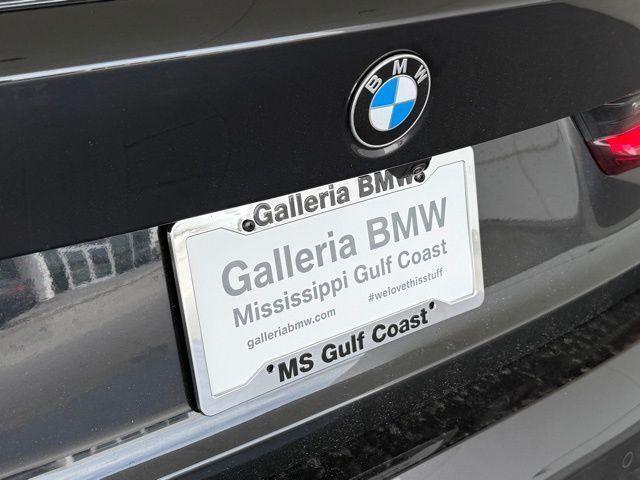 BMW
Galleria BMW
Galleria BMW
Mississippi Gulf Coast
galleriabmw.com #welovethisstuff
MS Gulf Coast